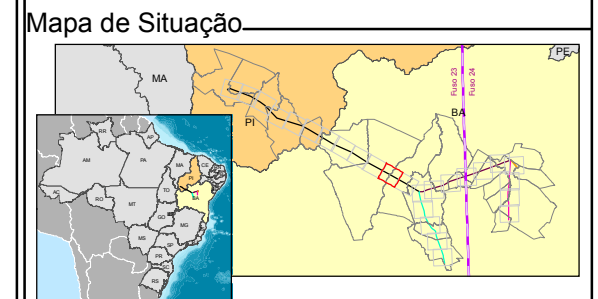 Mapa de Situação
PE
MA
Fuso 23
Fuso 24
BA
PI
RR
AP
AM
PA
MA
CE
PI
AC
RO
TO
MT
BA
GO
MG
MS
SP
PR
RS